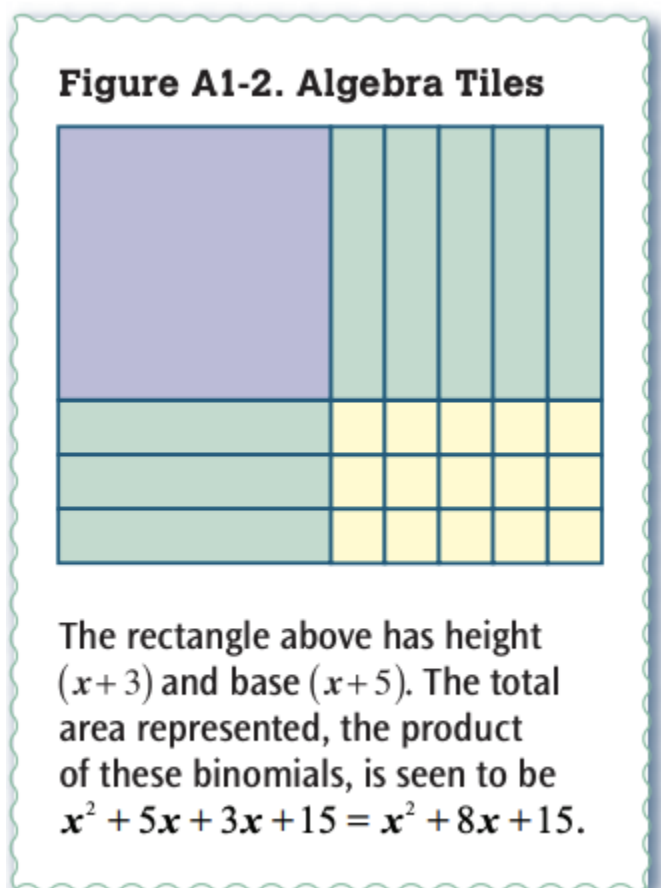 Figure A1-2. Algebra Tiles
The rectangle above has height
(x+3) and base (x+5). The total
area represented, the product
of these binomials, is seen to be
x² + 5x + 3x + 15 = x² + 8x + 15.